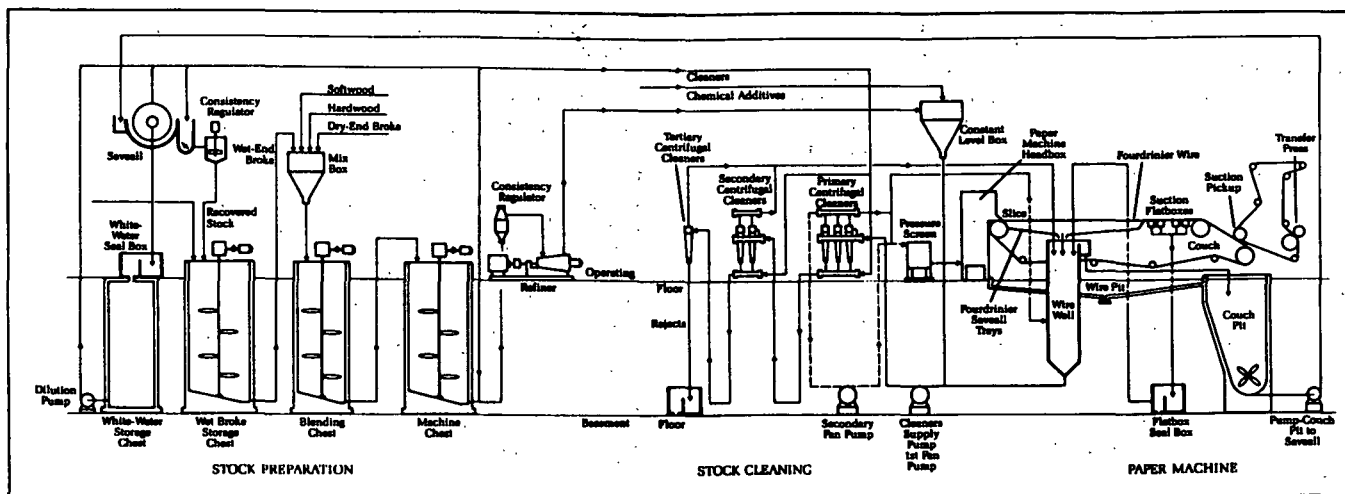 Softwood
Hardwood
Dry-End Broke
Consistency
Regulator
Saveall
Wet-End
Broke
Mix
Box
Recovered
Stock
White-
Water
Seal Box
Consistency
Regulator
Refiner
Operating
Floor
Cleaners
Chemical Additives
Tertiary
Centrifugal
Cleaners
Secondary
Centrifugal
Cleaners
Primary
Centrifugal
Cleaners
Constant
Level Box
Paper
Machine
Headbox
Pressure
Screen
Slice
Fourdrinier Wire
Suction
Flatboxes
Suction
Pickup
Transfer
Press
Couch
Wire Pit
Wire
Well
Fourdrinier
Saveall
Trays
Couch
Pit
Rejects
Dilution
Pump
White-Water
Storage
Chest
Wet Broke
Storage
Chest
Blending
Chest
Machine
Chest
Basement
Floor
Secondary
Fan Pump
Cleaners
Supply
Pump
1st Fan
Pump
Flatbox
Seal Box
Pump-Couch
Pit to
Saveall
STOCK PREPARATION
STOCK CLEANING
PAPER MACHINE